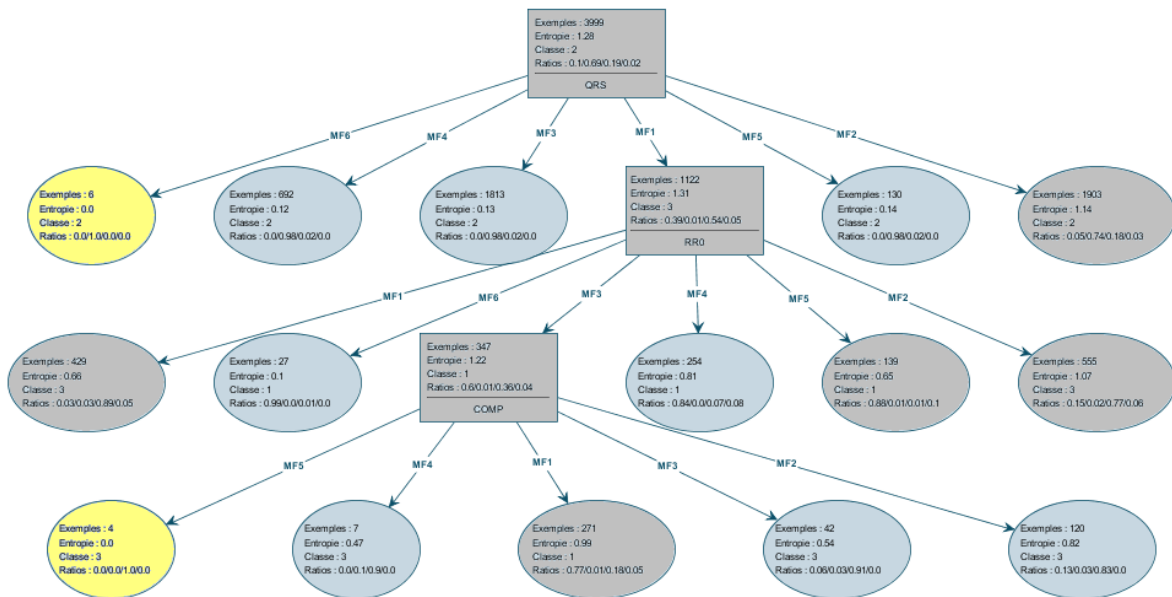 Exemples : 3999
Entropie : 1.28
Classe : 2
Ratios : 0.1/0.69/0.19/0.02
QRS
MF6
MF4
MF3
MF1
MF5
MF2
Exemples : 6
Entropie : 0.0
Classe : 2
Ratios : 0.0/1.0/0.0/0.0
Exemples : 692
Entropie : 0.12
Classe : 2
Ratios : 0.0/0.98/0.02/0.0
Exemples : 1813
Entropie : 0.13
Classe : 2
Ratios : 0.0/0.98/0.02/0.0
Exemples : 1122
Entropie : 1.31
Classe : 3
Ratios : 0.39/0.01/0.54/0.05
RR0
Exemples : 130
Entropie : 0.14
Classe : 2
Ratios : 0.0/0.98/0.02/0.0
Exemples : 1903
Entropie : 1.14
Classe : 2
Ratios : 0.05/0.74/0.18/0.03
MF1
MF6
MF3
MF4
MF5
MF2
Exemples : 429
Entropie : 0.66
Classe : 3
Ratios : 0.03/0.03/0.89/0.05
Exemples : 27
Entropie : 0.1
Classe : 1
Ratios : 0.99/0.0/0.01/0.0
Exemples : 347
Entropie : 1.22
Classe : 1
Ratios : 0.6/0.01/0.36/0.04
COMP
Exemples : 254
Entropie : 0.81
Classe : 1
Ratios : 0.84/0.0/0.07/0.08
Exemples : 139
Entropie : 0.65
Classe : 1
Ratios : 0.88/0.01/0.01/0.1
Exemples : 555
Entropie : 1.07
Classe : 3
Ratios : 0.15/0.02/0.77/0.06
MF5
MF4
MF1
MF3
MF2
Exemples : 4
Entropie : 0.0
Classe : 3
Ratios : 0.0/0.0/1.0/0.0
Exemples : 7
Entropie : 0.47
Classe : 3
Ratios : 0.0/0.1/0.9/0.0
Exemples : 271
Entropie : 0.99
Classe : 1
Ratios : 0.77/0.01/0.18/0.05
Exemples : 42
Entropie : 0.54
Classe : 3
Ratios : 0.06/0.03/0.91/0.0
Exemples : 120
Entropie : 0.82
Classe : 3
Ratios : 0.13/0.03/0.83/0.0